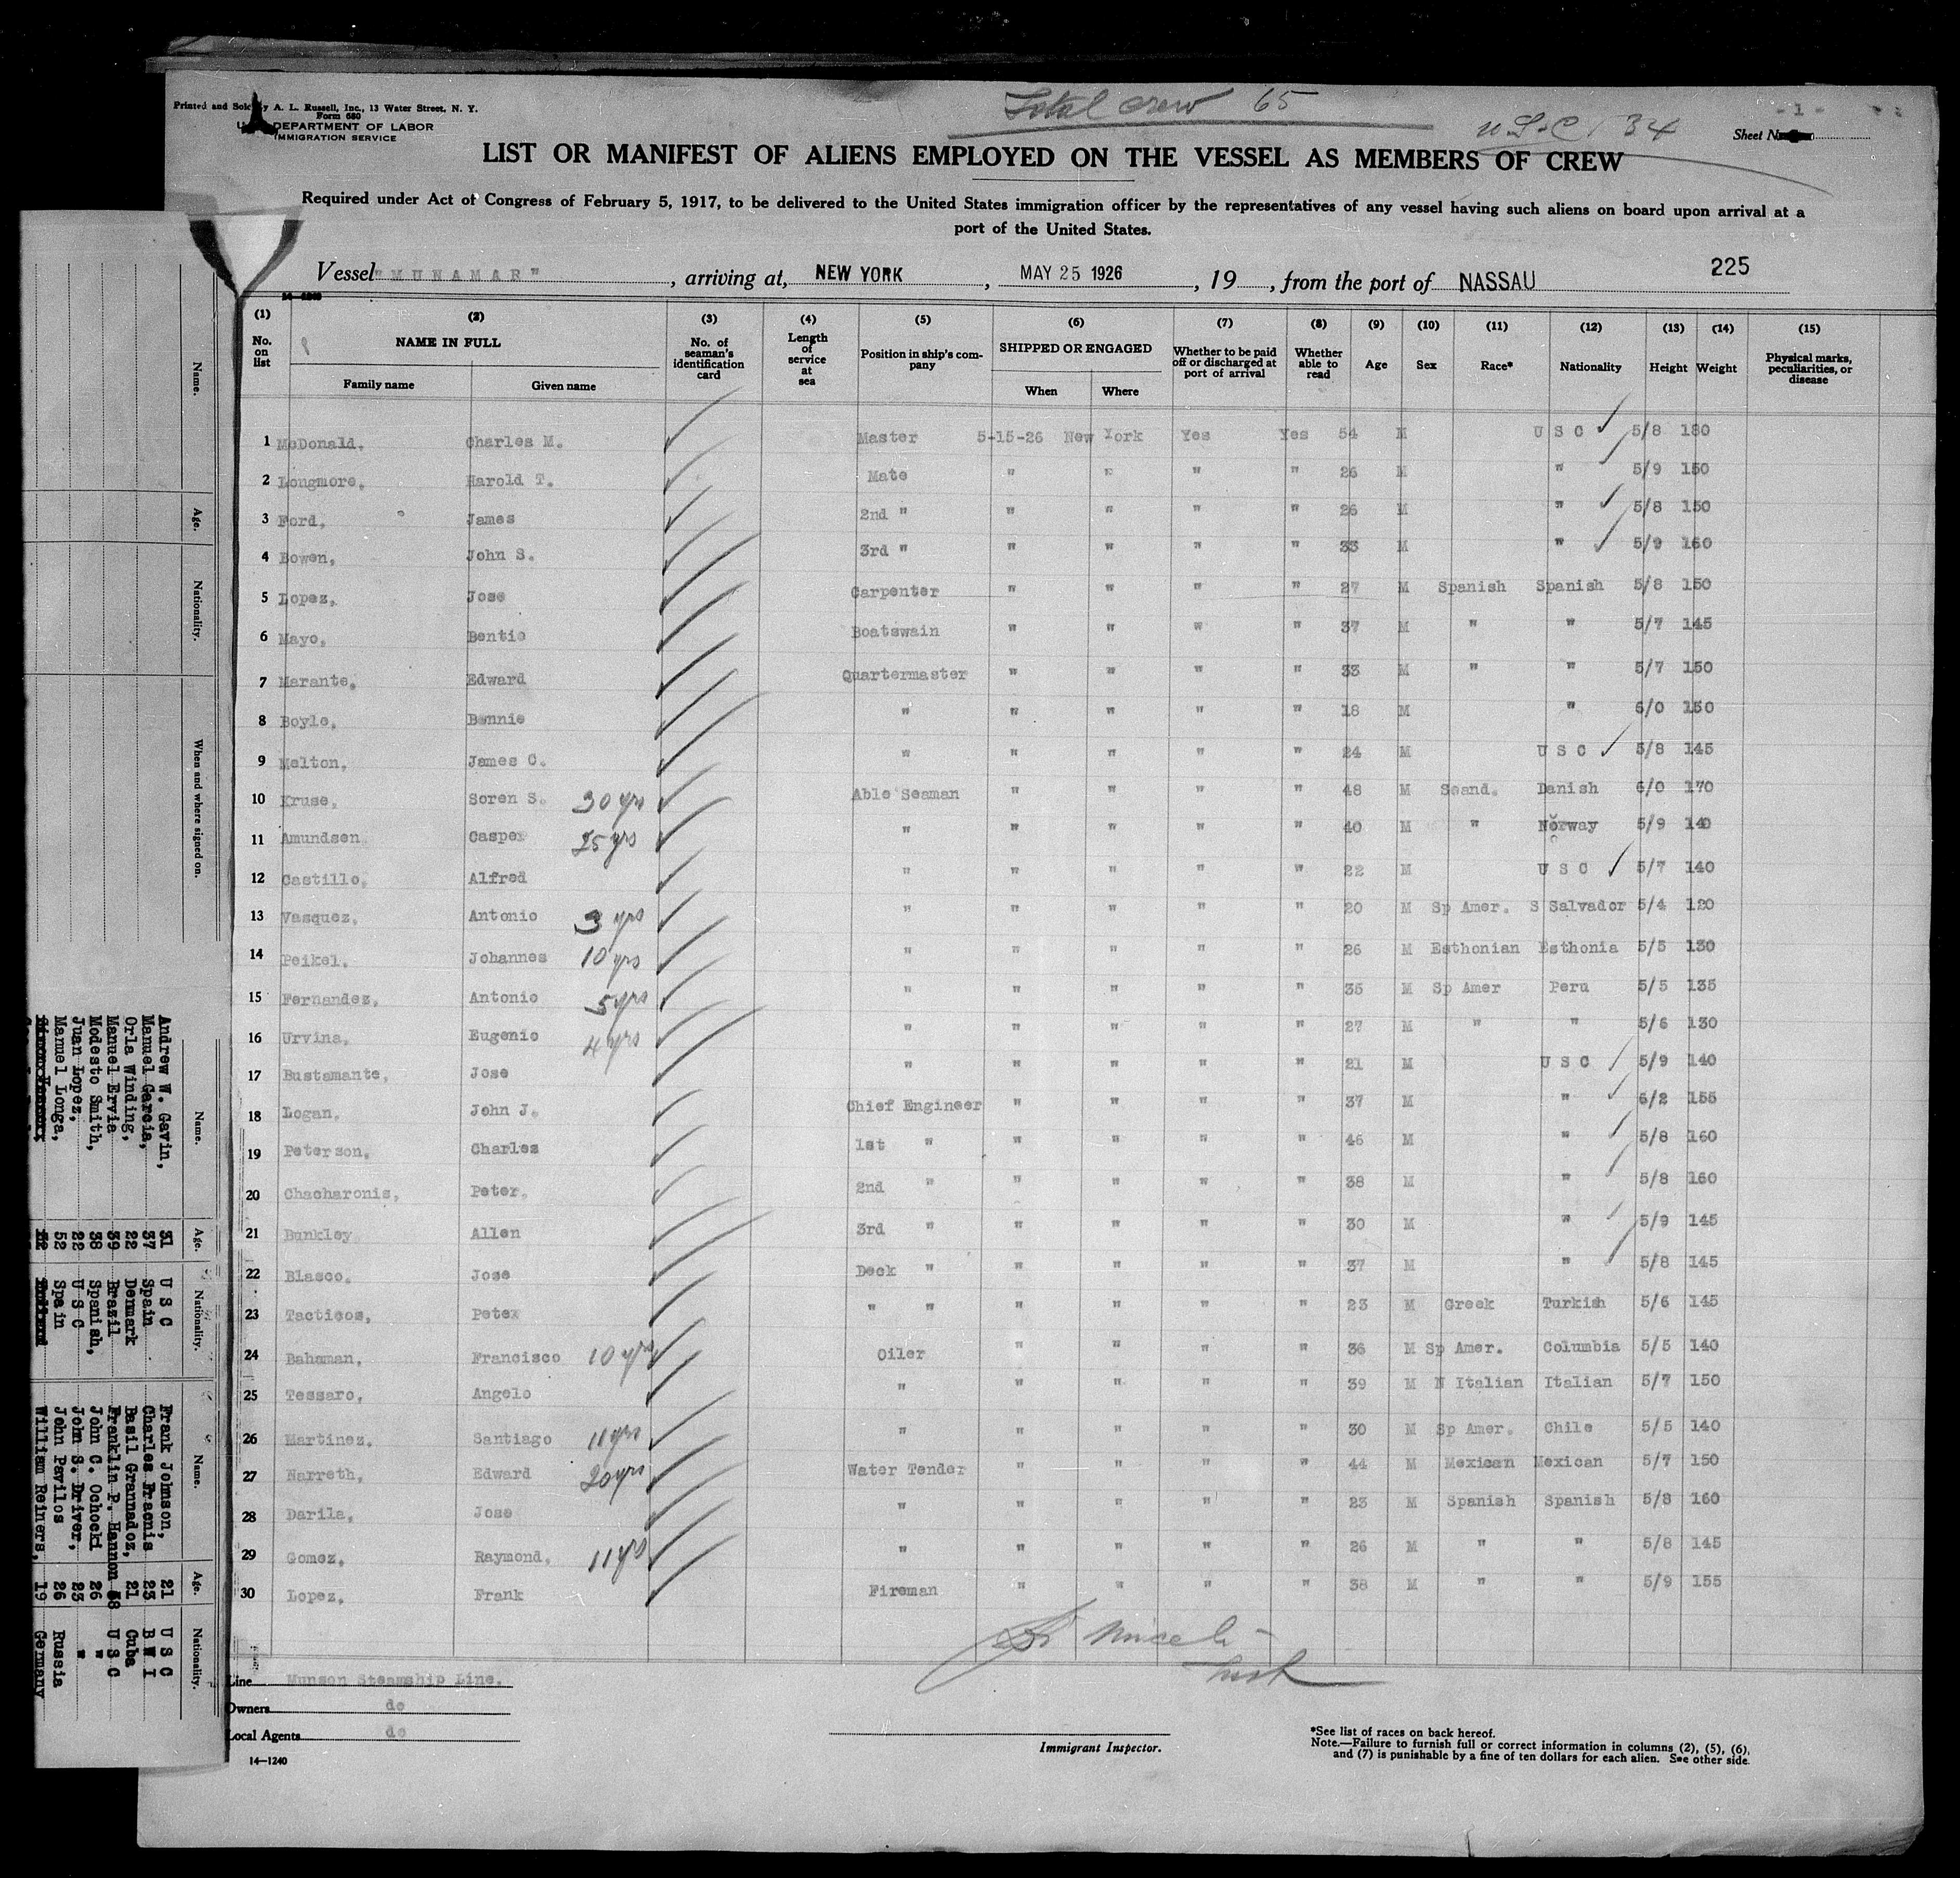 Printed and Sold by A. L. Russell, Inc., 13 Water Street, N. Y.
Form 680
U. DEPARTMENT OF LABOR
IMMIGRATION SERVICE
Total crew 65
U.S.C. 34
- 1 -
Sheet No.
LIST OR MANIFEST OF ALIENS EMPLOYED ON THE VESSEL AS MEMBERS OF CREW
Required under Act of Congress of February 5, 1917, to be delivered to the United States immigration officer by the representatives of any vessel having such aliens on board upon arrival at a
port of the United States.
225
Vessel "MUNAMAR", arriving at, NEW YORK, MAY 25 1926, 19 , from the port of NASSAU
14-1240
(1) (2) (3) (4) (5) (6) (7) (8) (9) (10) (11) (12) (13) (14) (15)
No. on list NAME IN FULL Family name Given name No. of seaman's identification card Length of service at sea Position in ship's company SHIPPED OR ENGAGED When Where Whether to be paid off or discharged at port of arrival Whether able to read Age Sex Race* Nationality Height Weight Physical marks, peculiarities, or disease
1 McDonald, Charles M. Master 5-15-26 New York Yes Yes 54 M U S C 5/8 180
2 Longmore, Harold T. Mate " " " " 26 M " 5/9 150
3 Ford, James 2nd " " " " " 26 M " 5/8 150
4 Bowen, John S. 3rd " " " " " 33 M " 5/9 160
5 Lopez, Jose Carpenter " " " " 27 M Spanish Spanish 5/8 150
6 Mayo, Bentio Boatswain " " " " 37 M " " 5/7 145
7 Marante, Edward Quartermaster " " " " 33 M " " 5/7 150
8 Boyle, Bennie " " " " " 18 M " 6/0 150
9 Melton, James C. " " " " " 24 M U S C 5/8 145
10 Kruse, Soren S. 30 yrs Able Seaman " " " " 48 M Scand. Danish 6/0 170
11 Amundsen Casper 25 yrs " " " " " 40 M " Norway 5/9 140
12 Castillo, Alfred " " " " " 22 M U S C 5/7 140
13 Vasquez, Antonio 3 yrs " " " " " 20 M Sp Amer. S Salvador 5/4 120
14 Peikel, Johannes 10 yrs " " " " " 26 M Esthonian Esthonia 5/5 130
15 Fernandez, Antonio 5 yrs " " " " " 35 M Sp Amer Peru 5/5 135
16 Urvina, Eugenio 4 yrs " " " " " 27 M " " 5/6 130
17 Bustamante, Jose " " " " " 21 M U S C 5/9 140
18 Logan, John J. Chief Engineer " " " " 37 M " 6/2 155
19 Peterson, Charles 1st " " " " " 46 M " 5/8 160
20 Chacharonis, Peter. 2nd " " " " " 38 M " 5/8 160
21 Bunkley Allen 3rd " " " " " 30 M " 5/9 145
22 Blasco. Jose Deck " " " " " 37 M " 5/8 145
23 Tacticos, Peter " " " " " " 23 M Greek Turkish 5/6 145
24 Bahaman, Francisco 10 yrs Oiler " " " " 36 M Sp Amer. Columbia 5/5 140
25 Tessaro, Angelo " " " " " 39 M N Italian Italian 5/7 150
26 Martinez, Santiago 11 yrs " " " " " 30 M Sp Amer. Chile 5/5 140
27 Narreth, Edward 20 yrs Water Tender " " " " 44 M Mexican Mexican 5/7 150
28 Darila, Jose " " " " " 23 M Spanish Spanish 5/8 160
29 Gomez, Raymond, 11 yrs " " " " " 26 M " " 5/8 145
30 Lopez, Frank Fireman " " " " 38 M " " 5/9 155
Line Munson Steamship Line.
Owners do
Local Agents do
14-1240
Immigrant Inspector.
*See list of races on back hereof.
Note.—Failure to furnish full or correct information in columns (2), (5), (6),
and (7) is punishable by a fine of ten dollars for each alien. See other side.
Name. Age. Nationality. When and where signed on.
Name. Age. Nationality. Name. Age. Nationality.
Andrew W. Gavin, 31 U S C Frank Johnson, 21 U S C
Manuel Garcia, 37 Spain Charles Fracnis 23 B W I
Orla Winding, 22 Denmark Basil Grannadoz, 21 Cuba
Manuel Ervia 39 Brazil Franklin P. Hannon 38 U S C
Modesto Smith, 38 Spanish, John C. Ochocki 26 "
Juan Lopez, 22 U S C John S. Driver, 23 "
Manuel Longa, 52 Spain John Pavilos 26 Russia
William Reiners, 19 Germany